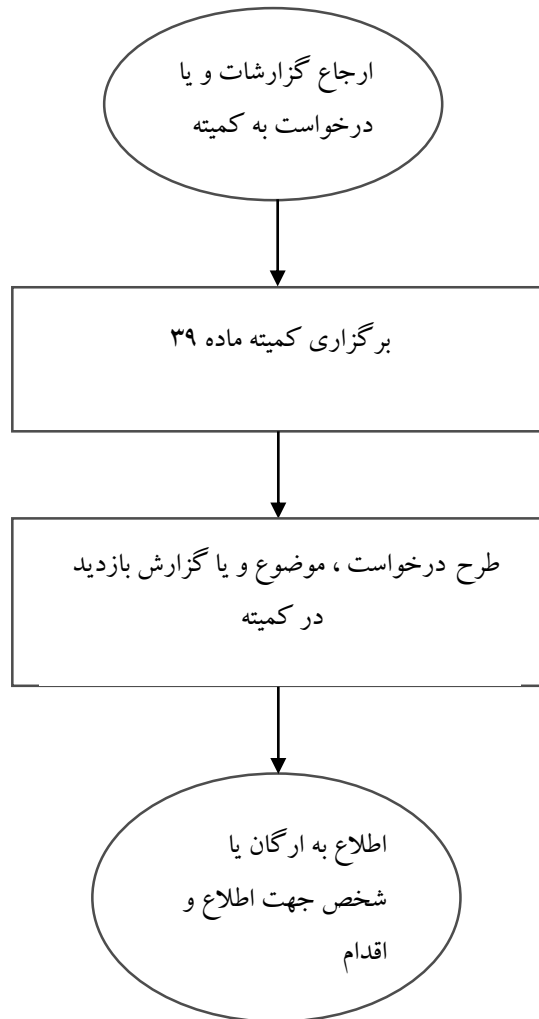 ارجاع گزارشات و یا
درخواست به کمیته
برگزاری کمیته ماده ۳۹
طرح درخواست ، موضوع و یا گزارش بازدید
در کمیته
اطلاع به ارگان یا
شخص جهت اطلاع و
اقدام